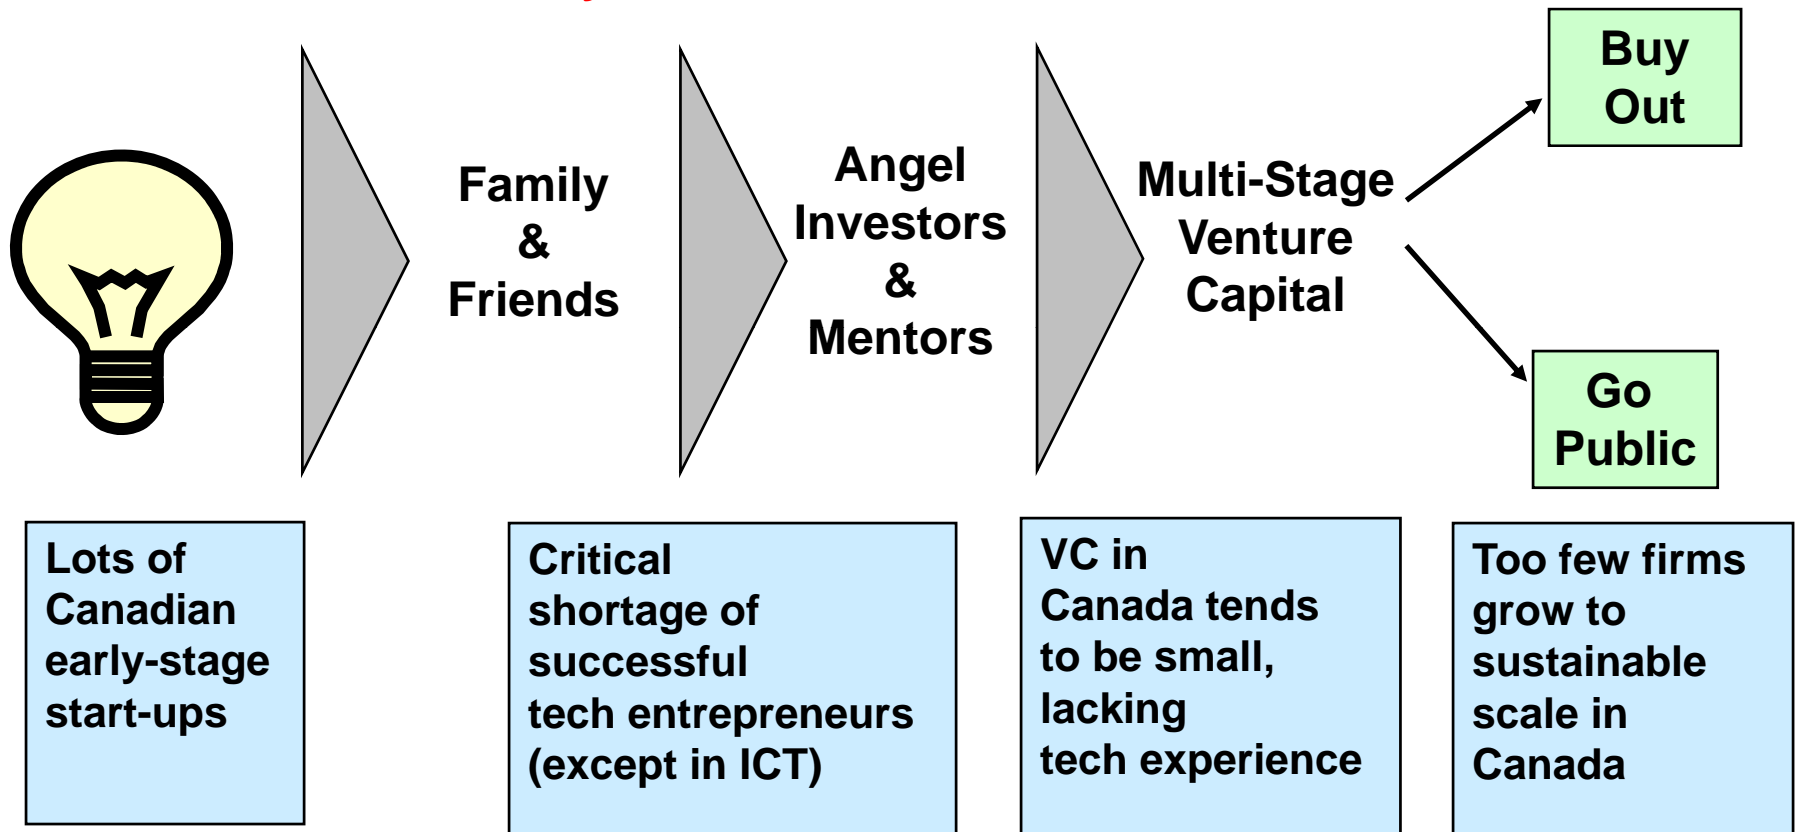 Family
&
Friends
Angel
Investors
&
Mentors
Multi-Stage
Venture
Capital
Buy
Out
Go
Public
Lots of
Canadian
early-stage
start-ups
Critical
shortage of
successful
tech entrepreneurs
(except in ICT)
VC in
Canada tends
to be small,
lacking
tech experience
Too few firms
grow to
sustainable
scale in
Canada